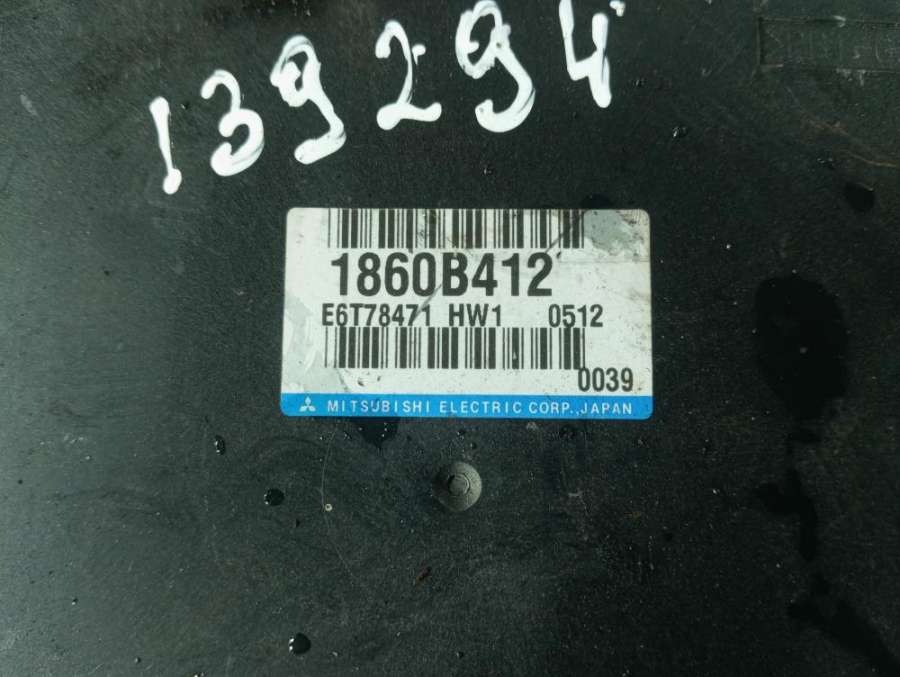 139294
1860B412
E6T78471 HW1 0512
0039
MITSUBISHI ELECTRIC CORP., JAPAN